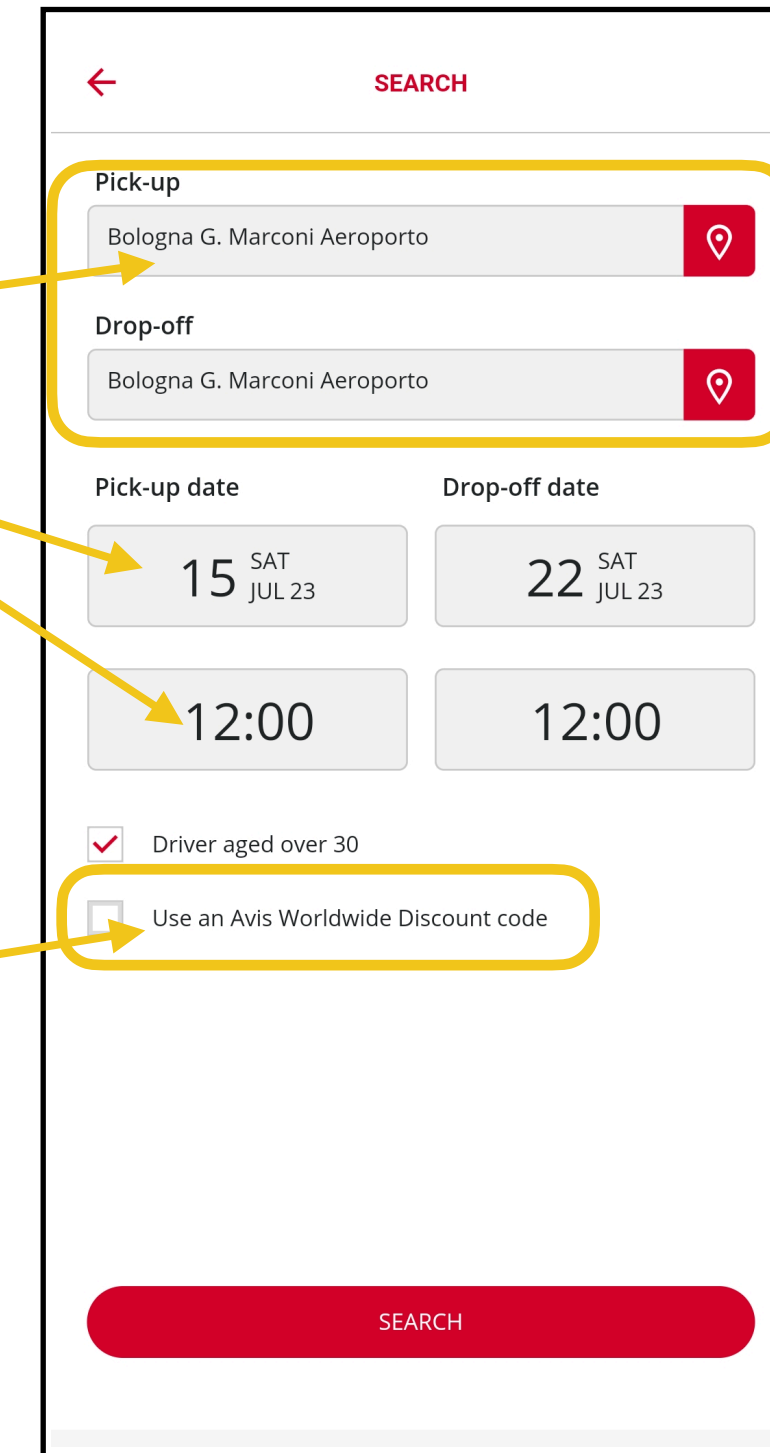 SEARCH
Pick-up
Bologna G. Marconi Aeroporto
Drop-off
Bologna G. Marconi Aeroporto
Pick-up date
Drop-off date
15 SAT
JUL 23
22 SAT
JUL 23
12:00
12:00
Driver aged over 30
Use an Avis Worldwide Discount code
SEARCH